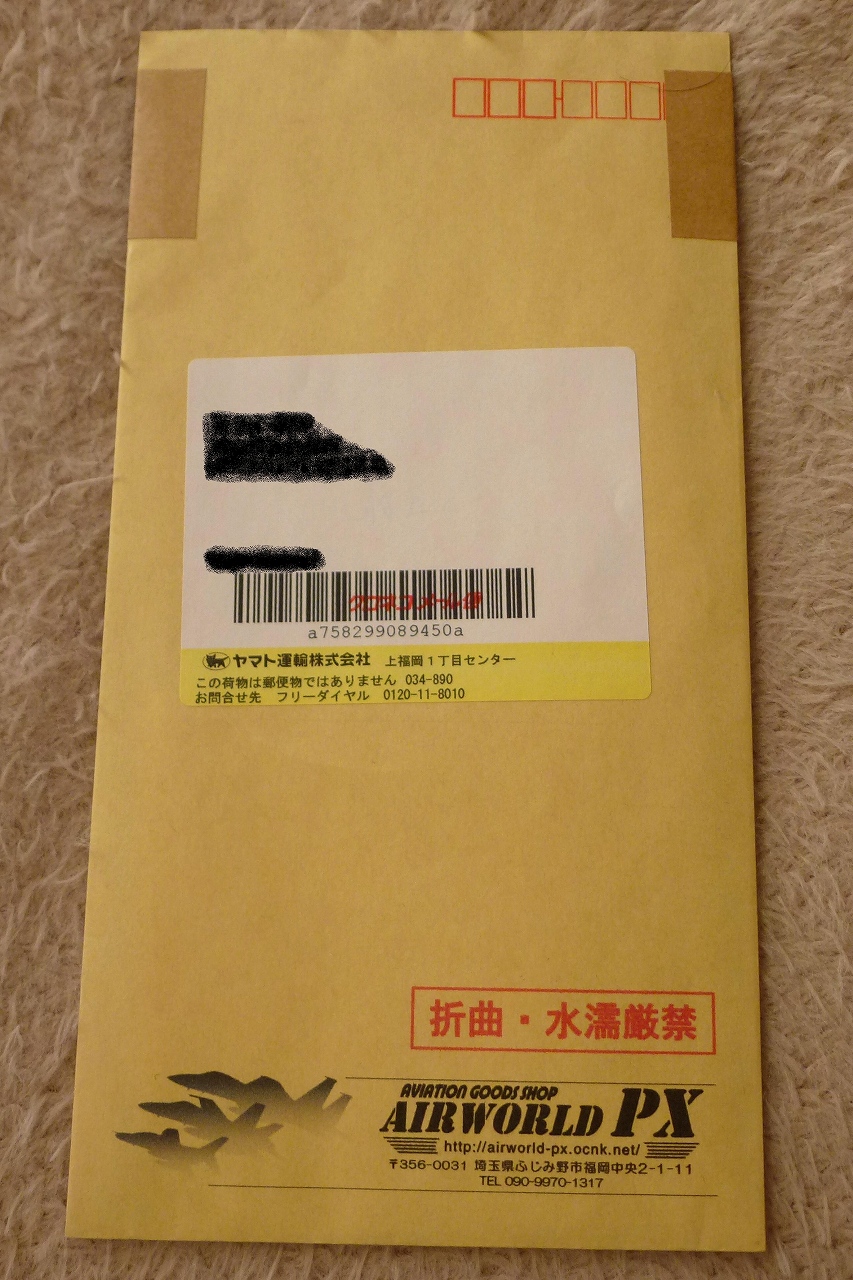 クロネコメール便
a758299089450a
ヤマト運輸株式会社 上福岡1丁目センター
この荷物は郵便物ではありません 034-890
お問合せ先 フリーダイヤル 0120-11-8010
折曲・水濡厳禁
AVIATION GOODS SHOP
AIRWORLD PX
http://airworld-px.ocnk.net/
〒356-0031 埼玉県ふじみ野市福岡中央2-1-11
TEL 090-9970-1317